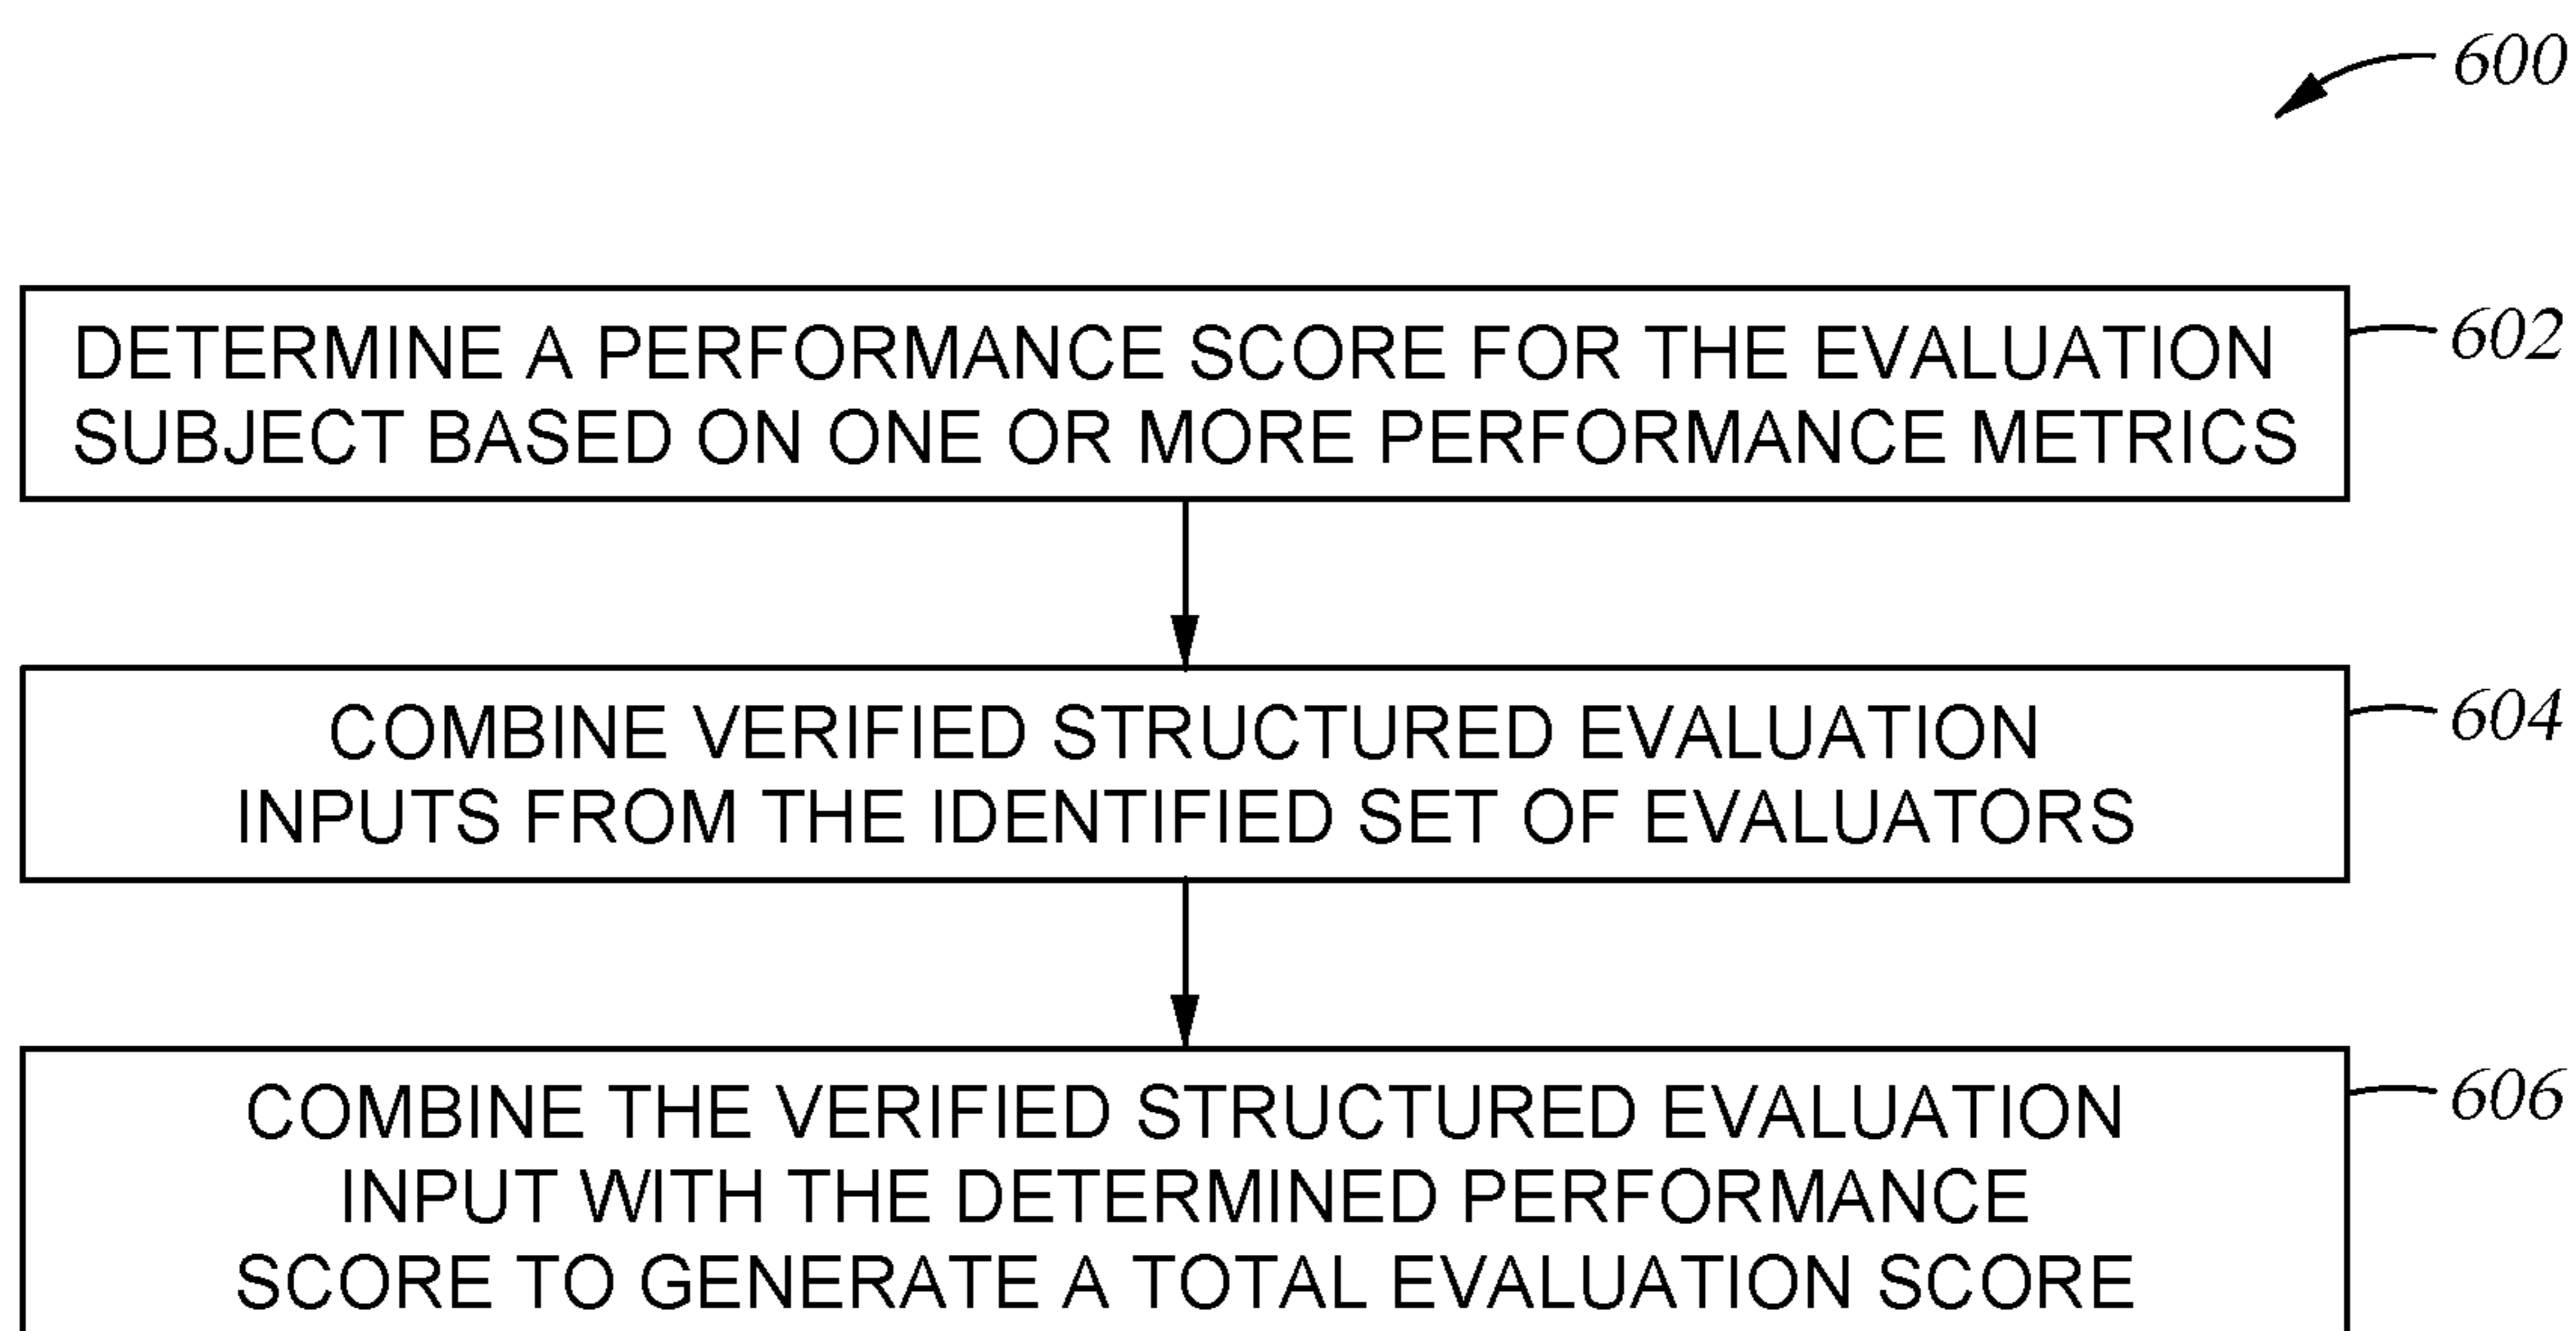 600
DETERMINE A PERFORMANCE SCORE FOR THE EVALUATION
SUBJECT BASED ON ONE OR MORE PERFORMANCE METRICS
602
COMBINE VERIFIED STRUCTURED EVALUATION
INPUTS FROM THE IDENTIFIED SET OF EVALUATORS
604
COMBINE THE VERIFIED STRUCTURED EVALUATION
INPUT WITH THE DETERMINED PERFORMANCE
SCORE TO GENERATE A TOTAL EVALUATION SCORE
606